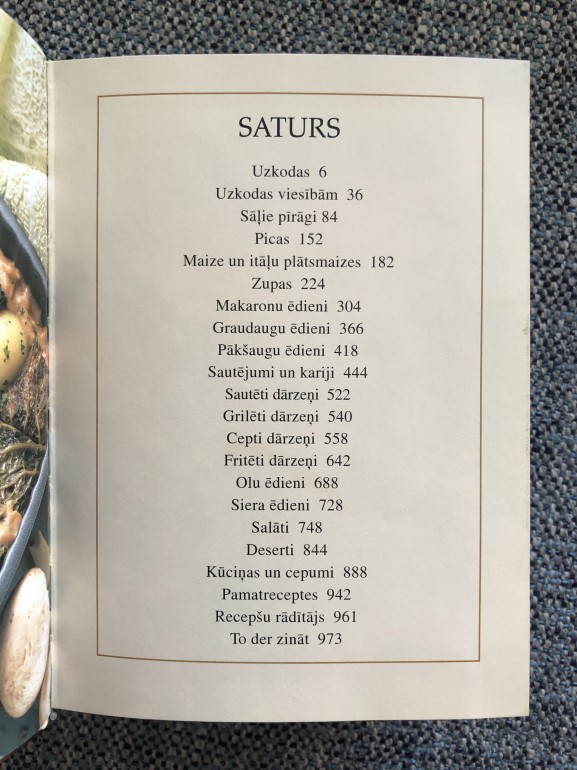 SATURS
Uzkodas 6
Uzkodas viesībām 36
Sāļie pīrāgi 84
Picas 152
Maize un itāļu plātsmaizes 182
Zupas 224
Makaronu ēdieni 304
Graudaugu ēdieni 366
Pākšaugu ēdieni 418
Sautējumi un kariji 444
Sautēti dārzeņi 522
Grilēti dārzeņi 540
Cepti dārzeņi 558
Fritēti dārzeņi 642
Olu ēdieni 688
Siera ēdieni 728
Salāti 748
Deserti 844
Kūciņas un cepumi 888
Pamatreceptes 942
Recepšu rādītājs 961
To der zināt 973